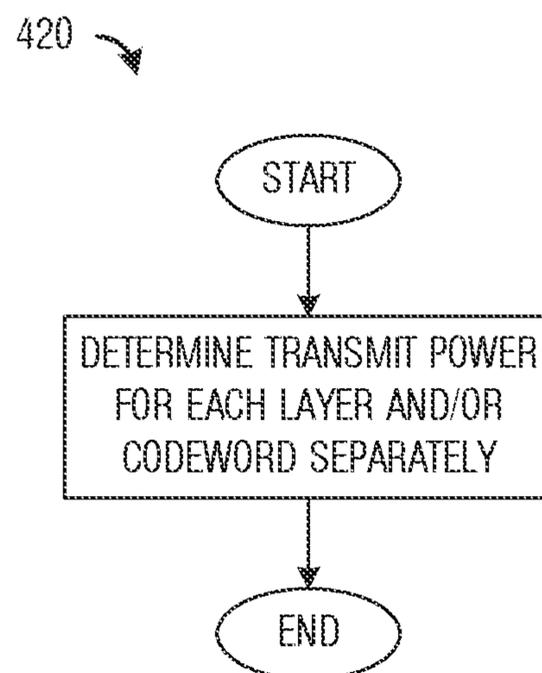 420
START
DETERMINE TRANSMIT POWER
FOR EACH LAYER AND/OR
CODEWORD SEPARATELY
END